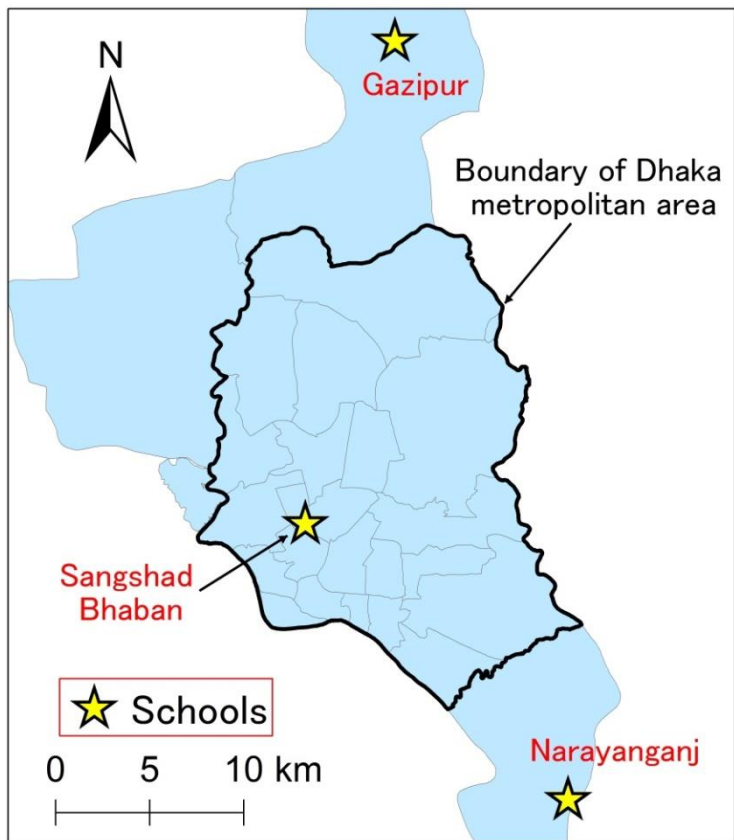 Gazipur
N
Boundary of Dhaka
metropolitan area
Sangshad
Bhaban
Schools
0 5 10 km
Narayanganj